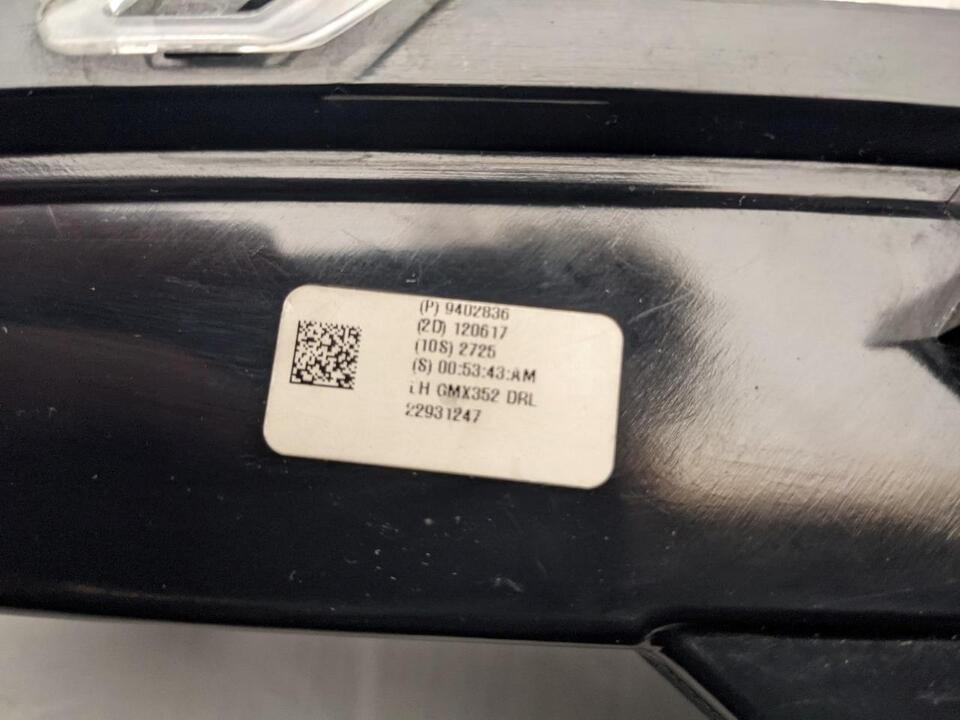 (P) 9402836
(2D) 120617
(10S) 2725
(S) 00:53:43:AM
LH GMX352 DRL
22931247